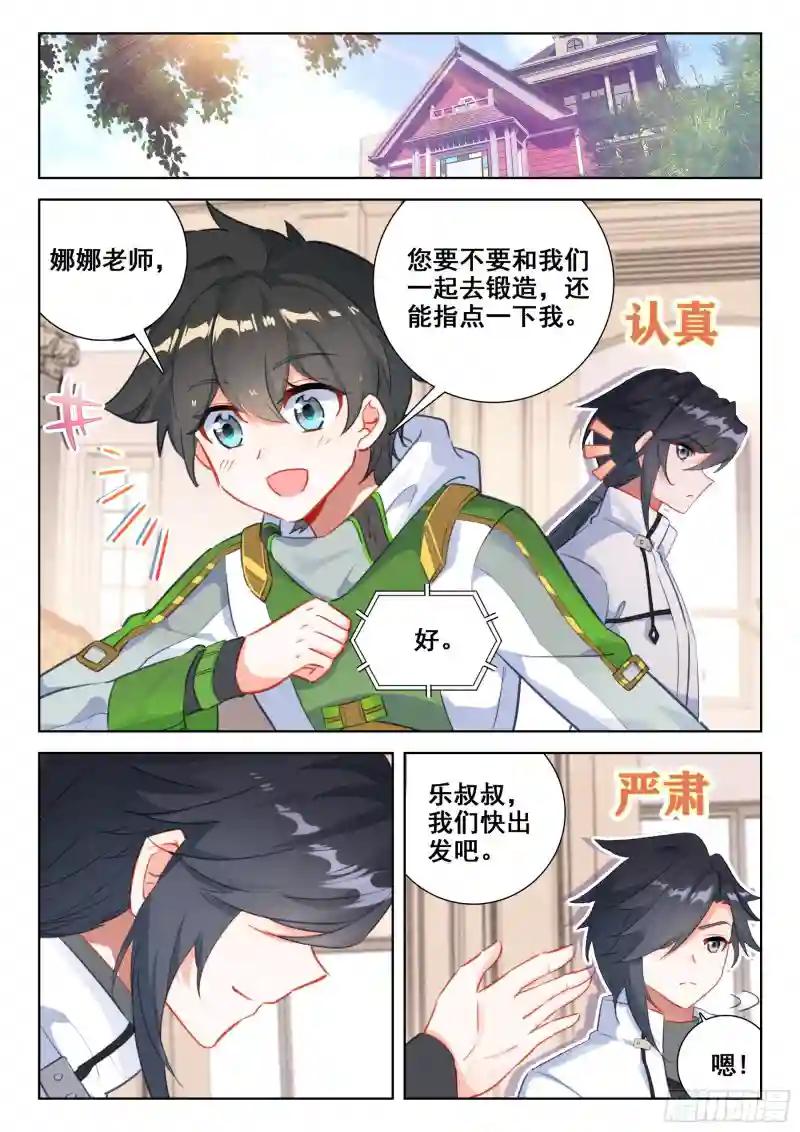 娜娜老师，
您要不要和我们
一起去锻造，还
能指点一下我。
认真
好。
乐叔叔，
我们快出
发吧。
严肃
嗯！